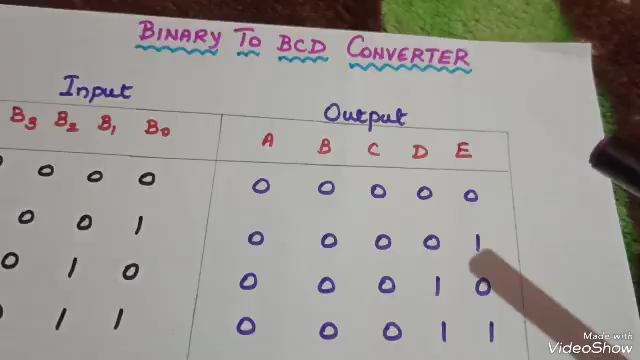 BINARY TO BCD CONVERTER
Input Output
B3 B2 B1 B0 A B C D E
0 0 0 0 0 0 0 0 0
0 0 1 0 0 0 0 1
0 1 0 0 0 0 1 0
1 1 0 0 0 1 1
Made with
VideoShow